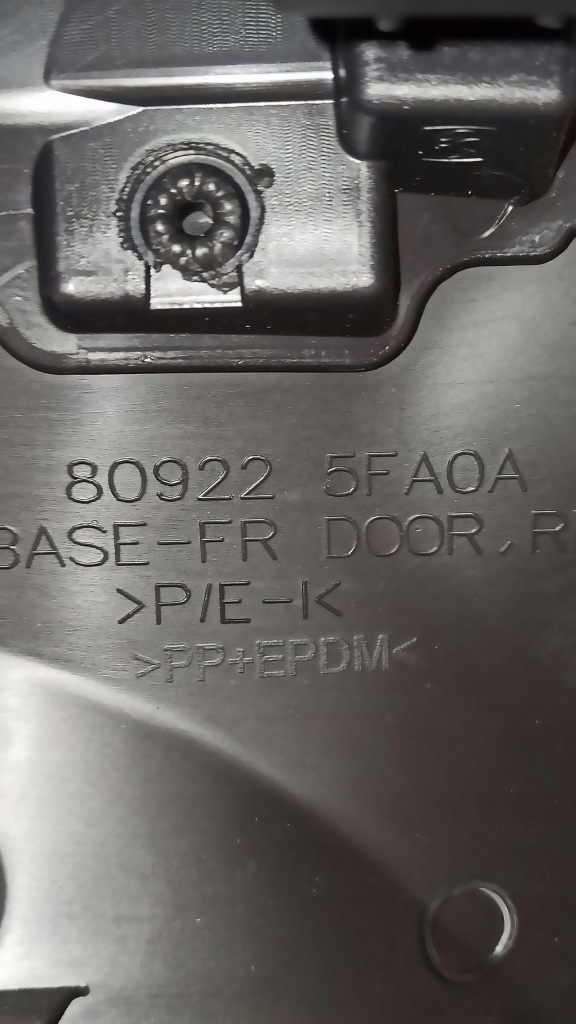 80922 5FA0A
BASE-FR DOOR, R
>P/E-K<
>PP+EPDM<